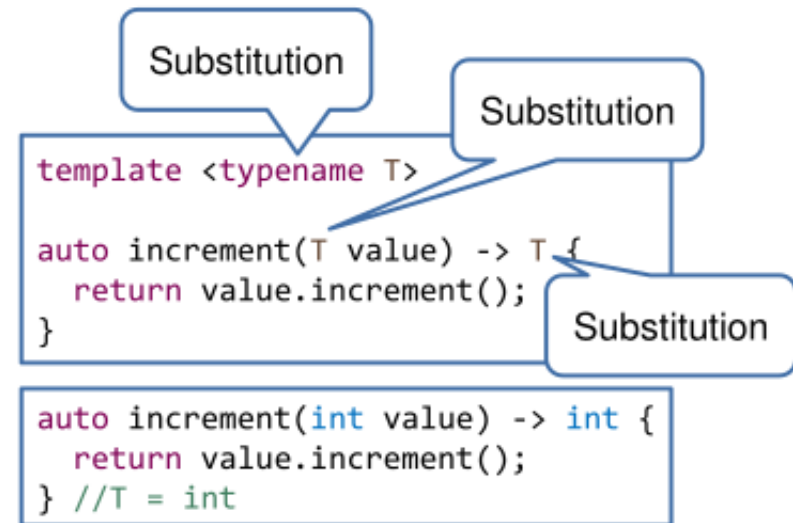 Substitution
Substitution
template <typename T>
auto increment(T value) -> T {
  return value.increment();
}
Substitution
auto increment(int value) -> int {
  return value.increment();
} //T = int